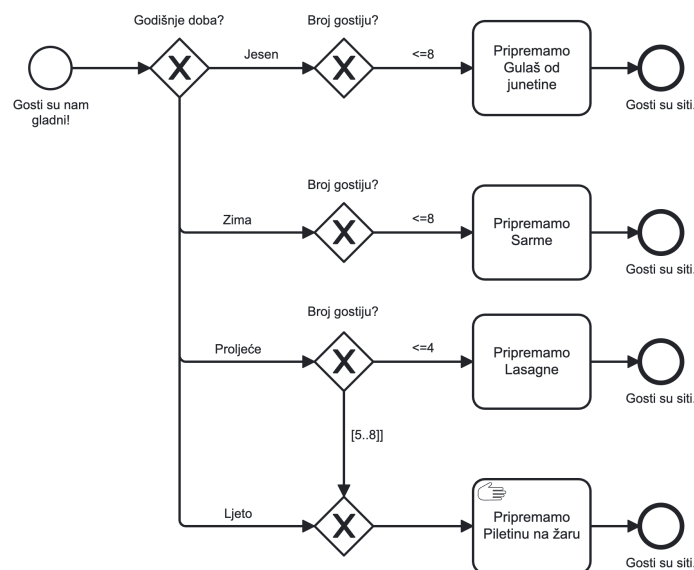 Godišnje doba?
Broj gostiju?
Jesen
<=8
Pripremamo
Gulaš od
junetine
Gosti su nam
gladni!
Gosti su siti.
Broj gostiju?
Zima
<=8
Pripremamo
Sarme
Gosti su siti.
Broj gostiju?
Proljeće
<=4
Pripremamo
Lasagne
Gosti su siti.
[5..8]]
Ljeto
Pripremamo
Piletinu na žaru
Gosti su siti.